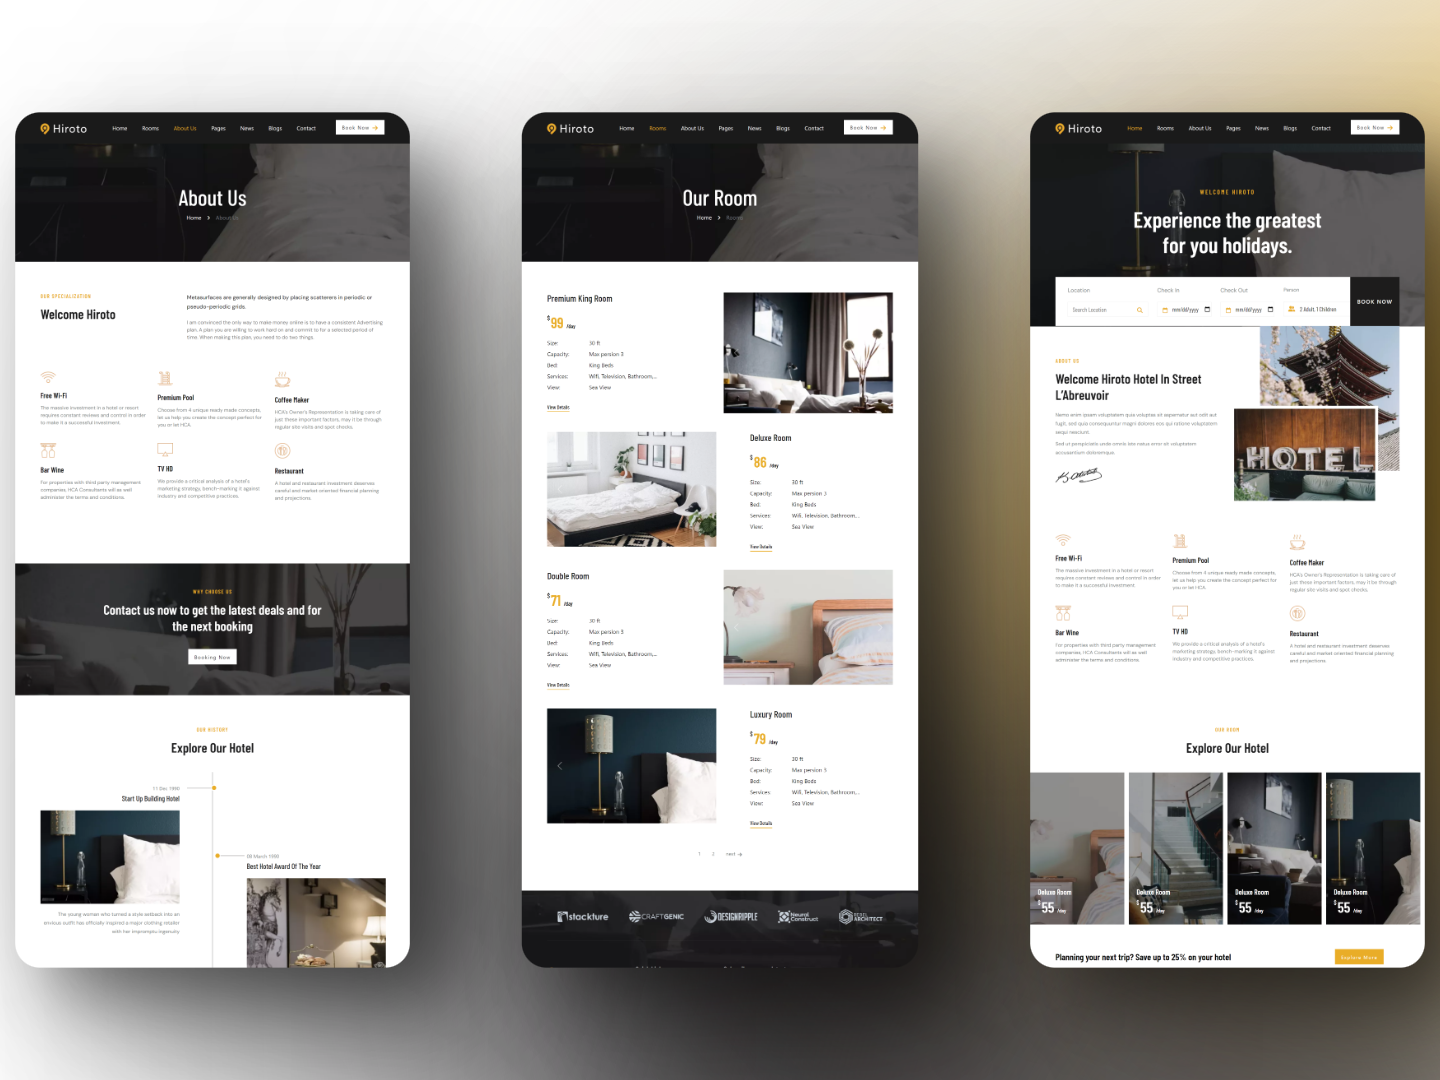 Hiroto
Home Rooms About Us Pages News Blogs Contact
Book Now
About Us
Home > About Us
OUR SPECIALIZATION
Welcome Hiroto
Metasurfaces are generally designed by placing scatterers in periodic or
pseudo-periodic grids.
I am convinced the only way to make money online is to have a consistent Advertising
plan. A plan you are willing to work hard on and commit to for a selected period of
time. When making this plan, you need to do two things.
Free Wi-Fi
The massive investment in a hotel or resort
requires constant reviews and control in order
to make it a successful investment.
Premium Pool
Choose from 4 unique ready made concepts,
let us help you create the concept perfect for
you or let HCA.
Coffee Maker
HCA's Owner's Representation is taking care of
just these important factors, may it be through
regular site visits and spot checks.
Bar Wine
For properties with third party management
companies, HCA Consultants will as well
administer the terms and conditions.
TV HD
We provide a critical analysis of a hotel's
marketing strategy, bench-marking it against
industry and competitive practices.
Restaurant
A hotel and restaurant investment deserves
careful and market oriented financial planning
and projections.
WHY CHOOSE US
Contact us now to get the latest deals and for
the next booking
Booking Now
OUR HISTORY
Explore Our Hotel
11 Dec 1990
Start Up Building Hotel
The young woman who turned a style setback into an
envious outfit has officially inspired a major clothing retailer
with her impromptu ingenuity
08 March 1998
Best Hotel Award Of The Year
Hiroto
Home Rooms About Us Pages News Blogs Contact
Book Now
Our Room
Home > Rooms
Premium King Room
$99 /day
Size: 30 ft
Capacity: Max persion 3
Bed: King Beds
Services: Wifi, Television, Bathroom,...
View: Sea View
View Details
Deluxe Room
$86 /day
Size: 30 ft
Capacity: Max persion 3
Bed: King Beds
Services: Wifi, Television, Bathroom,...
View: Sea View
View Details
Double Room
$71 /day
Size: 30 ft
Capacity: Max persion 3
Bed: King Beds
Services: Wifi, Television, Bathroom,...
View: Sea View
View Details
Luxury Room
$79 /day
Size: 30 ft
Capacity: Max persion 3
Bed: King Beds
Services: Wifi, Television, Bathroom,...
View: Sea View
View Details
1 2 next
stackture
CRAFTGENIC
DESIGNRIPPLE
Neural
Construct
ARCHITECT
Hiroto
Home Rooms About Us Pages News Blogs Contact
Book Now
WELCOME HIROTO
Experience the greatest
for you holidays.
Location Check In Check Out Person
Search Location mm/dd/yyyy mm/dd/yyyy 2 Adult, 1 Children
BOOK NOW
ABOUT US
Welcome Hiroto Hotel In Street
L'Abreuvoir
Nemo enim ipsam voluptatem quia voluptas sit aspernatur aut odit aut
fugit, sed quia consequuntur magni dolores eos qui ratione voluptatem
sequi nesciunt.
Sed ut perspiciatis unde omnis iste natus error sit voluptatem
accusantium doloremque.
HOTEL
Free Wi-Fi
The massive investment in a hotel or resort
requires constant reviews and control in order
to make it a successful investment.
Premium Pool
Choose from 4 unique ready made concepts,
let us help you create the concept perfect for
you or let HCA.
Coffee Maker
HCA's Owner's Representation is taking care of
just these important factors, may it be through
regular site visits and spot checks.
Bar Wine
For properties with third party management
companies, HCA Consultants will as well
administer the terms and conditions.
TV HD
We provide a critical analysis of a hotel's
marketing strategy, bench-marking it against
industry and competitive practices.
Restaurant
A hotel and restaurant investment deserves
careful and market oriented financial planning
and projections.
OUR ROOM
Explore Our Hotel
Deluxe Room
$55 /day
Deluxe Room
$55 /day
Deluxe Room
$55 /day
Deluxe Room
$55 /day
Planning your next trip? Save up to 25% on your hotel
Explore More